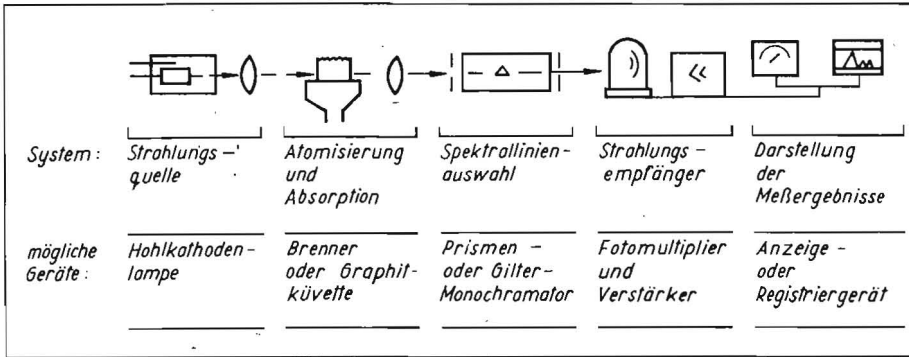 System:
Strahlungs-
quelle
Atomisierung
und
Absorption
Spektrallinien-
auswahl
Strahlungs-
empfänger
Darstellung
der
Meßergebnisse
mögliche
Geräte:
Hohlkathoden-
lampe
Brenner
oder Graphit-
küvette
Prismen-
oder Gilter-
Monochromator
Fotomultiplier
und
Verstärker
Anzeige-
oder
Registriergerät